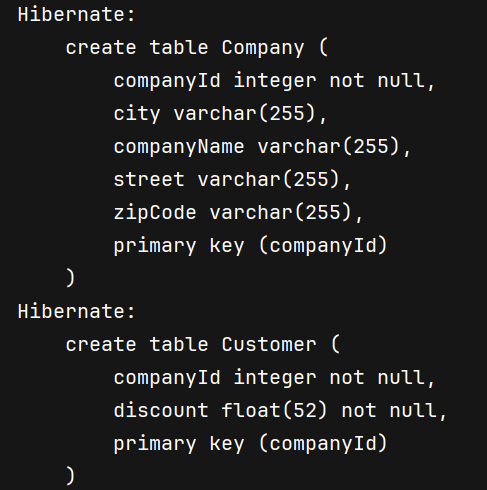 Hibernate:
    create table Company (
        companyId integer not null,
        city varchar(255),
        companyName varchar(255),
        street varchar(255),
        zipCode varchar(255),
        primary key (companyId)
    )
Hibernate:
    create table Customer (
        companyId integer not null,
        discount float(52) not null,
        primary key (companyId)
    )